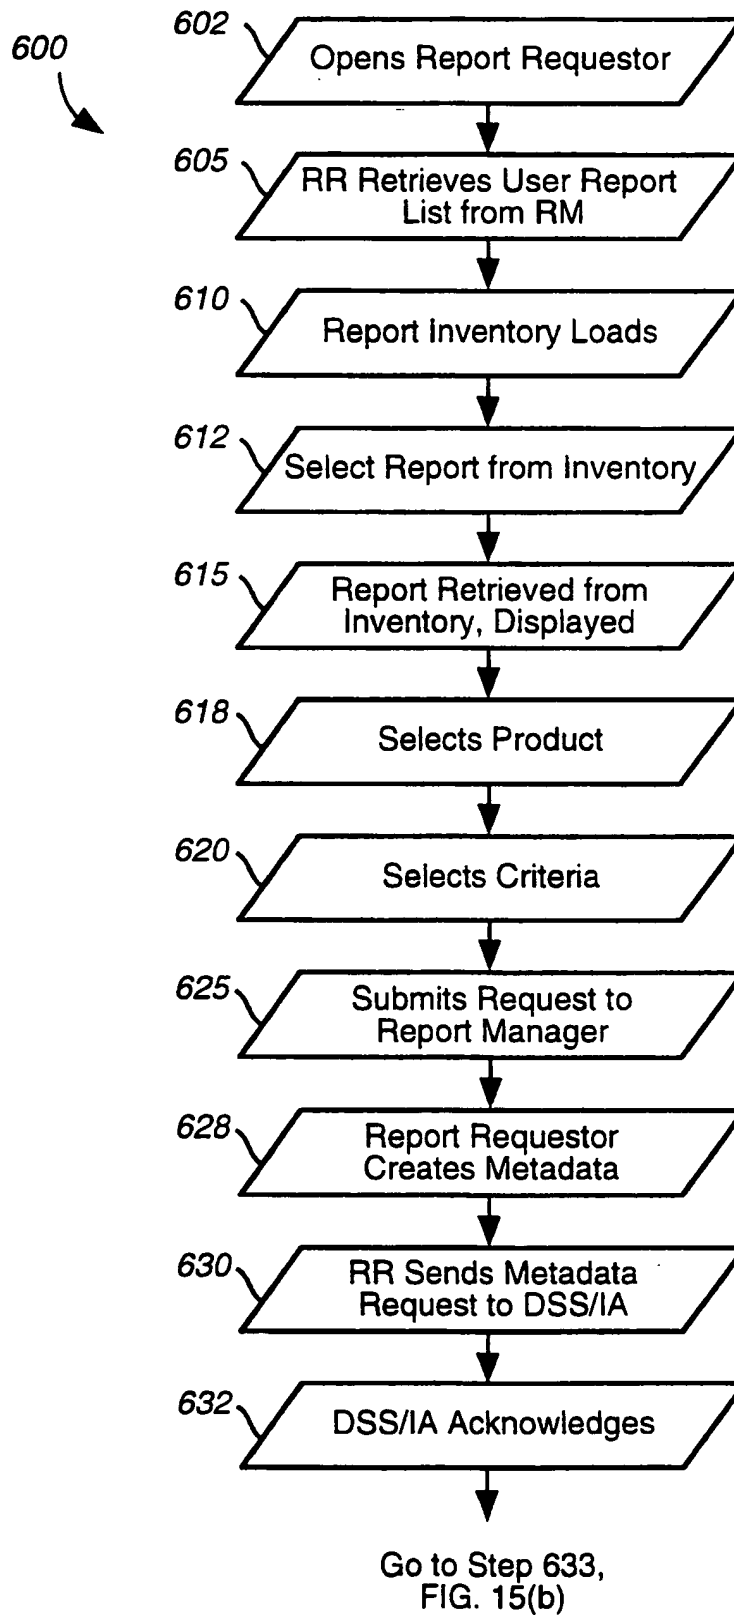 600
602
Opens Report Requestor
605
RR Retrieves User Report
List from RM
610
Report Inventory Loads
612
Select Report from Inventory
615
Report Retrieved from
Inventory, Displayed
618
Selects Product
620
Selects Criteria
625
Submits Request to
Report Manager
628
Report Requestor
Creates Metadata
630
RR Sends Metadata
Request to DSS/IA
632
DSS/IA Acknowledges
Go to Step 633,
FIG. 15(b)